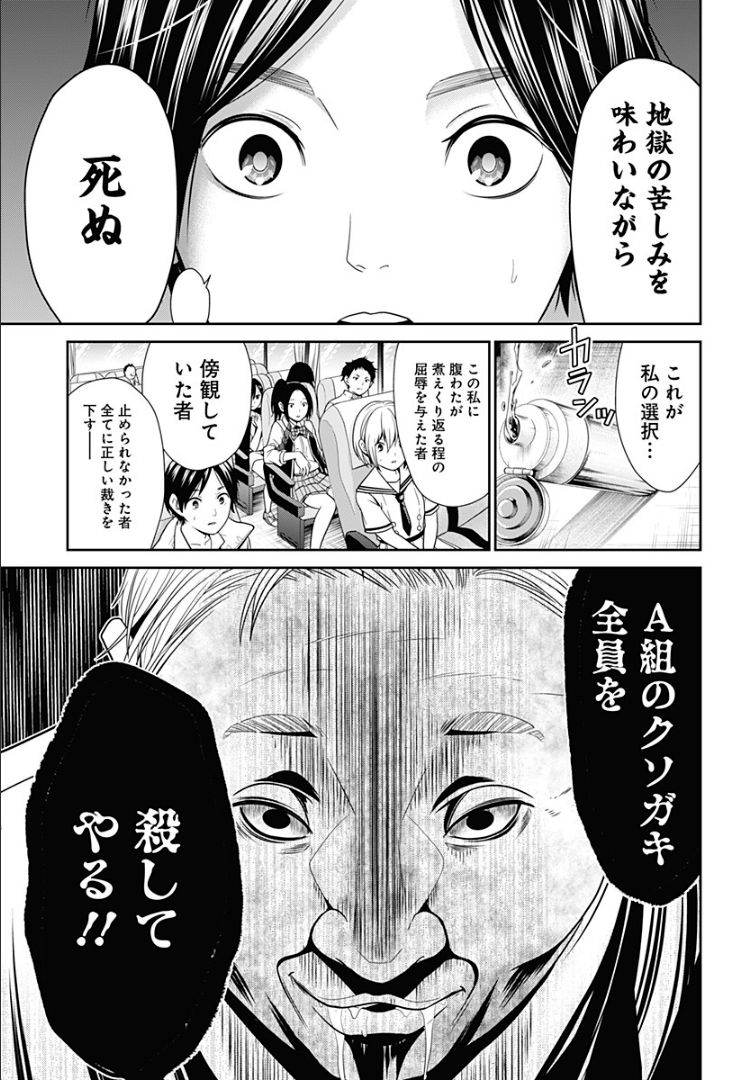 地獄の苦しみを
味わいながら
死ぬ
これが
私の選択…
カランッ
この私に
腹わたが
煮えくり返る程の
屈辱を与えた者
傍観して
いた者
止められなかった者
全てに正しい裁きを
下す――
A組のクソガキ
全員を
殺して
やる!!